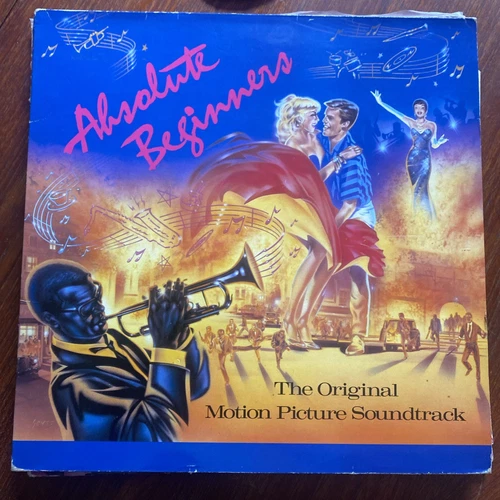 Absolute
Beginners
The Original
Motion Picture Soundtrack